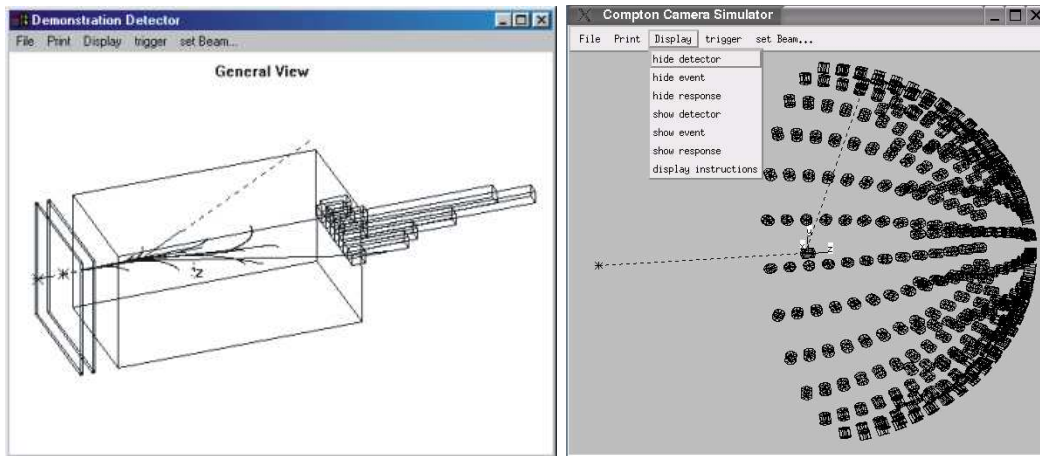 Demonstration Detector
File Print Display trigger set Beam...
General View
Z
Compton Camera Simulator
File Print Display trigger set Beam...
hide detector
hide event
hide response
show detector
show event
show response
display instructions